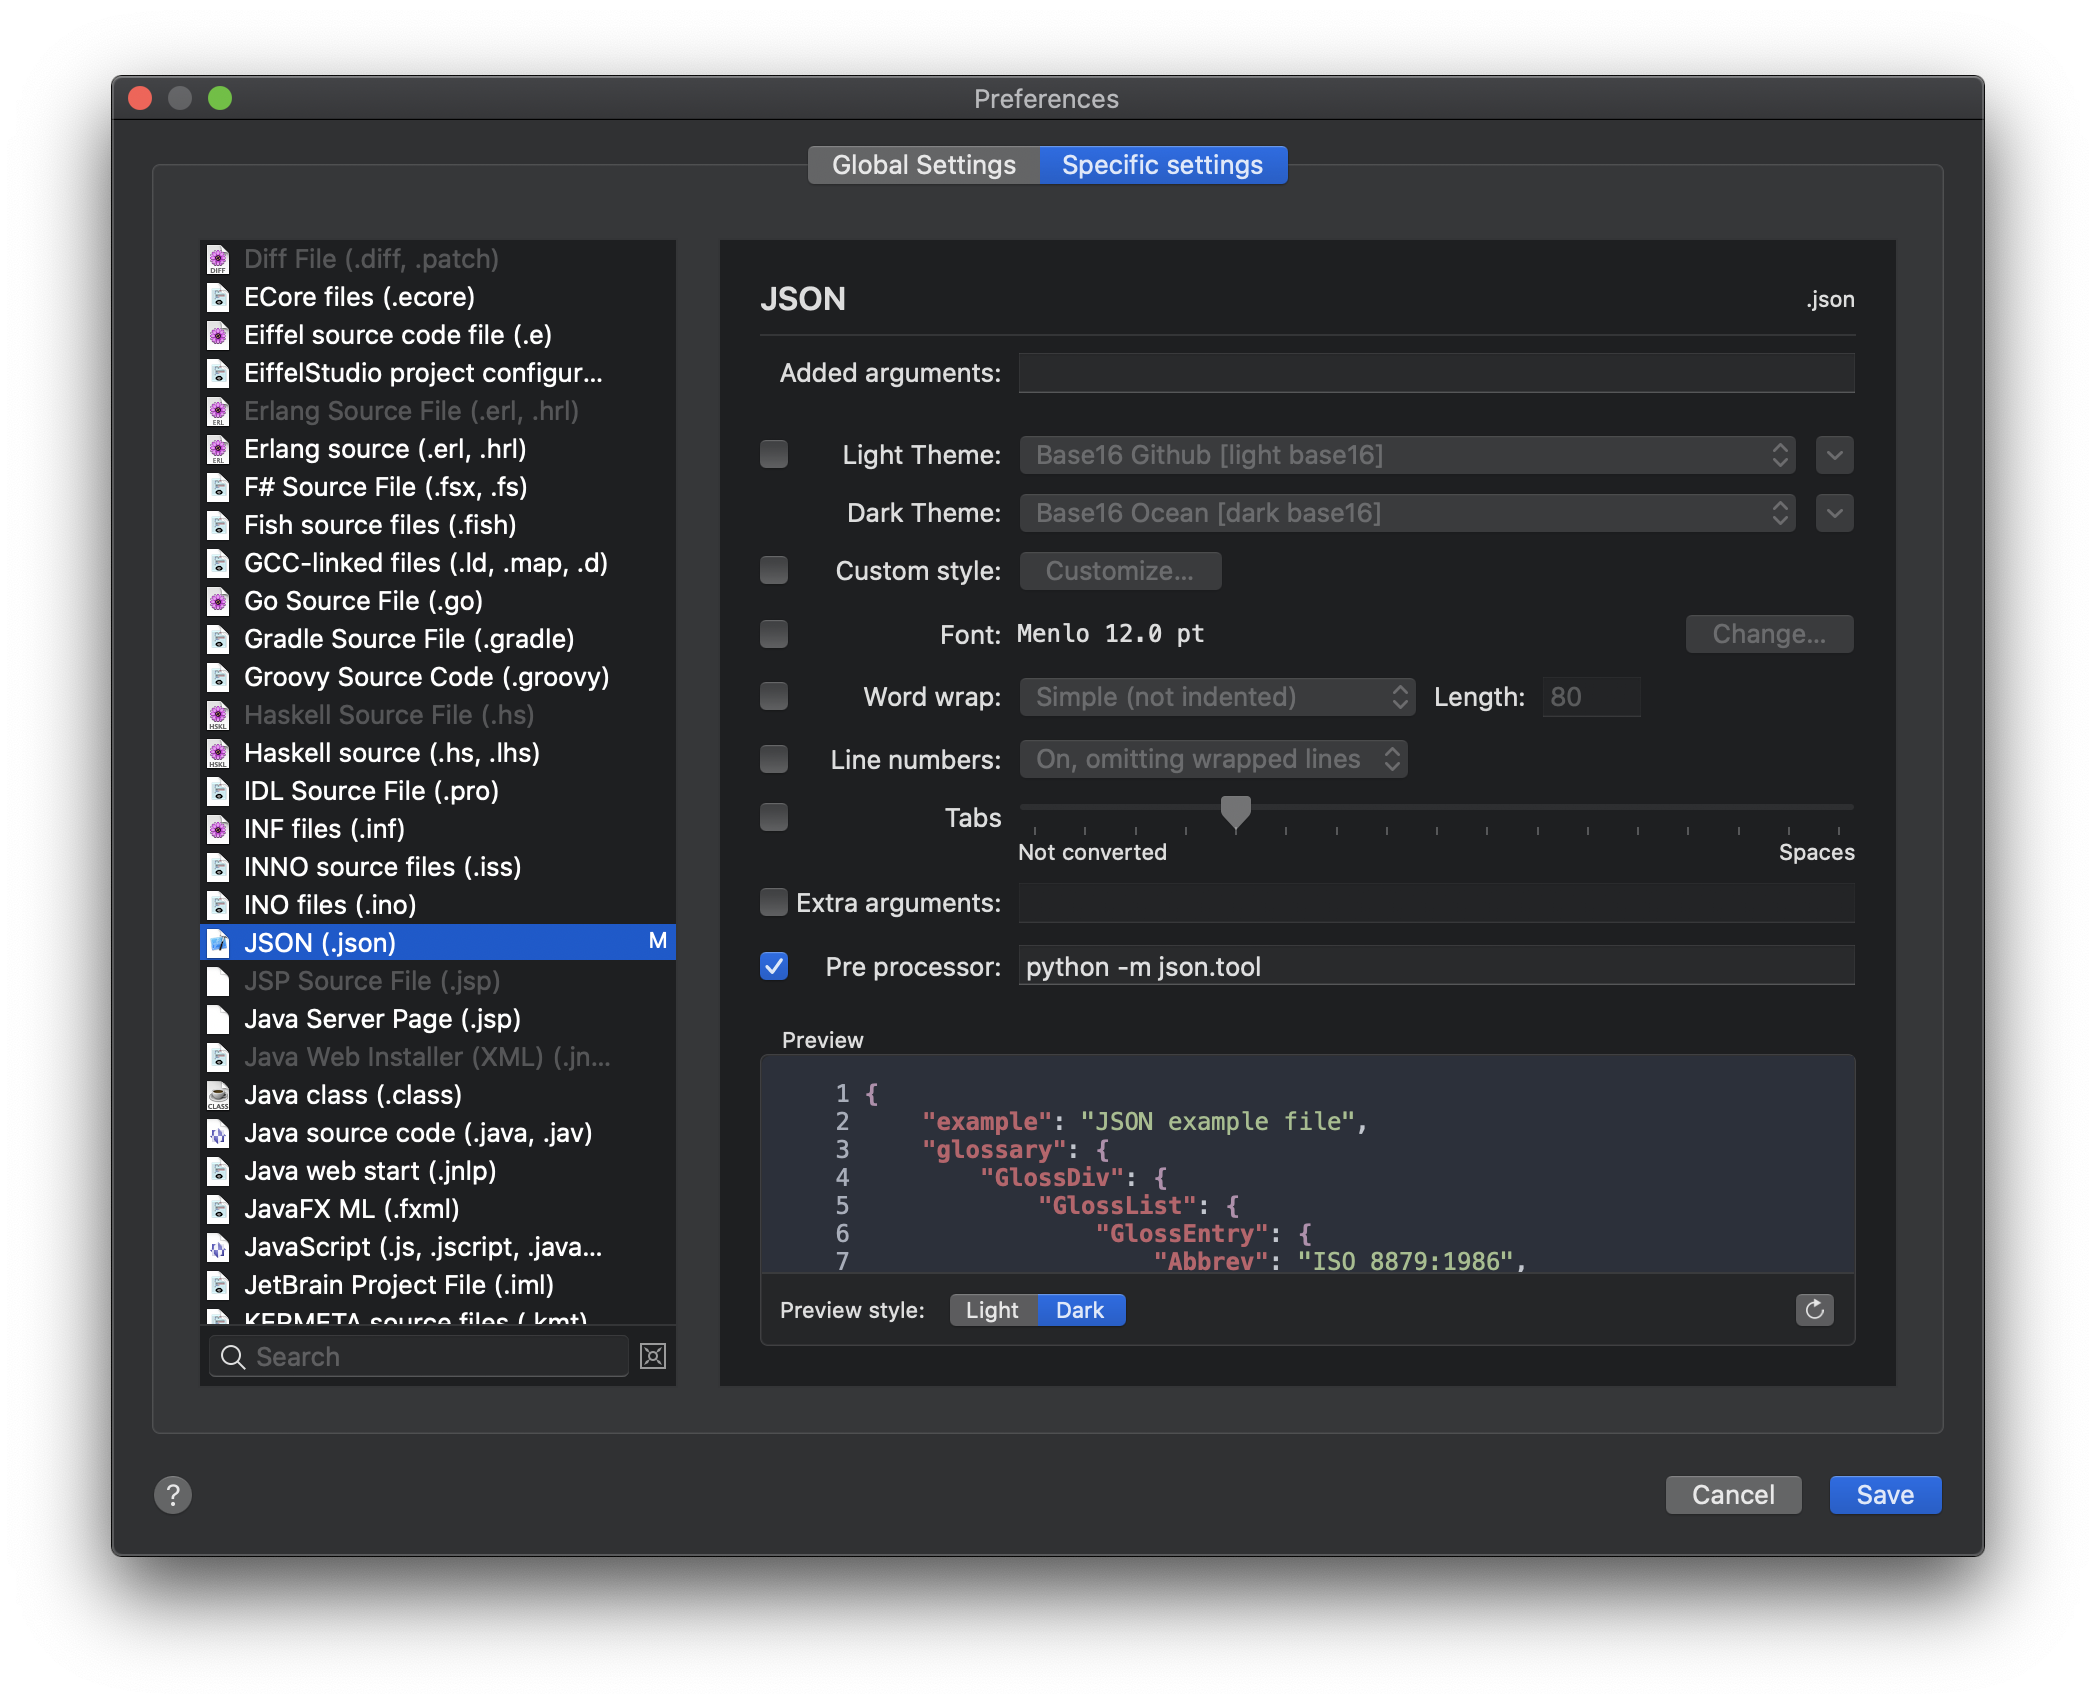 Preferences
Global Settings
Specific settings
Diff File (.diff, .patch)
ECore files (.ecore)
Eiffel source code file (.e)
EiffelStudio project configur...
Erlang Source File (.erl, .hrl)
Erlang source (.erl, .hrl)
F# Source File (.fsx, .fs)
Fish source files (.fish)
GCC-linked files (.ld, .map, .d)
Go Source File (.go)
Gradle Source File (.gradle)
Groovy Source Code (.groovy)
Haskell Source File (.hs)
Haskell source (.hs, .lhs)
IDL Source File (.pro)
INF files (.inf)
INNO source files (.iss)
INO files (.ino)
JSON (.json) M
JSP Source File (.jsp)
Java Server Page (.jsp)
Java Web Installer (XML) (.jn...
Java class (.class)
Java source code (.java, .jav)
Java web start (.jnlp)
JavaFX ML (.fxml)
JavaScript (.js, .jscript, .java...
JetBrain Project File (.iml)
KERMETA source files (.kmt)
Search
JSON .json
Added arguments:
Light Theme: Base16 Github [light base16]
Dark Theme: Base16 Ocean [dark base16]
Custom style: Customize...
Font: Menlo 12.0 pt Change...
Word wrap: Simple (not indented) Length: 80
Line numbers: On, omitting wrapped lines
Tabs
Not converted Spaces
Extra arguments:
Pre processor: python -m json.tool
Preview
1 {
2 "example": "JSON example file",
3 "glossary": {
4 "GlossDiv": {
5 "GlossList": {
6 "GlossEntry": {
7 "Abbrev": "ISO 8879:1986",
Preview style: Light Dark
? Cancel Save